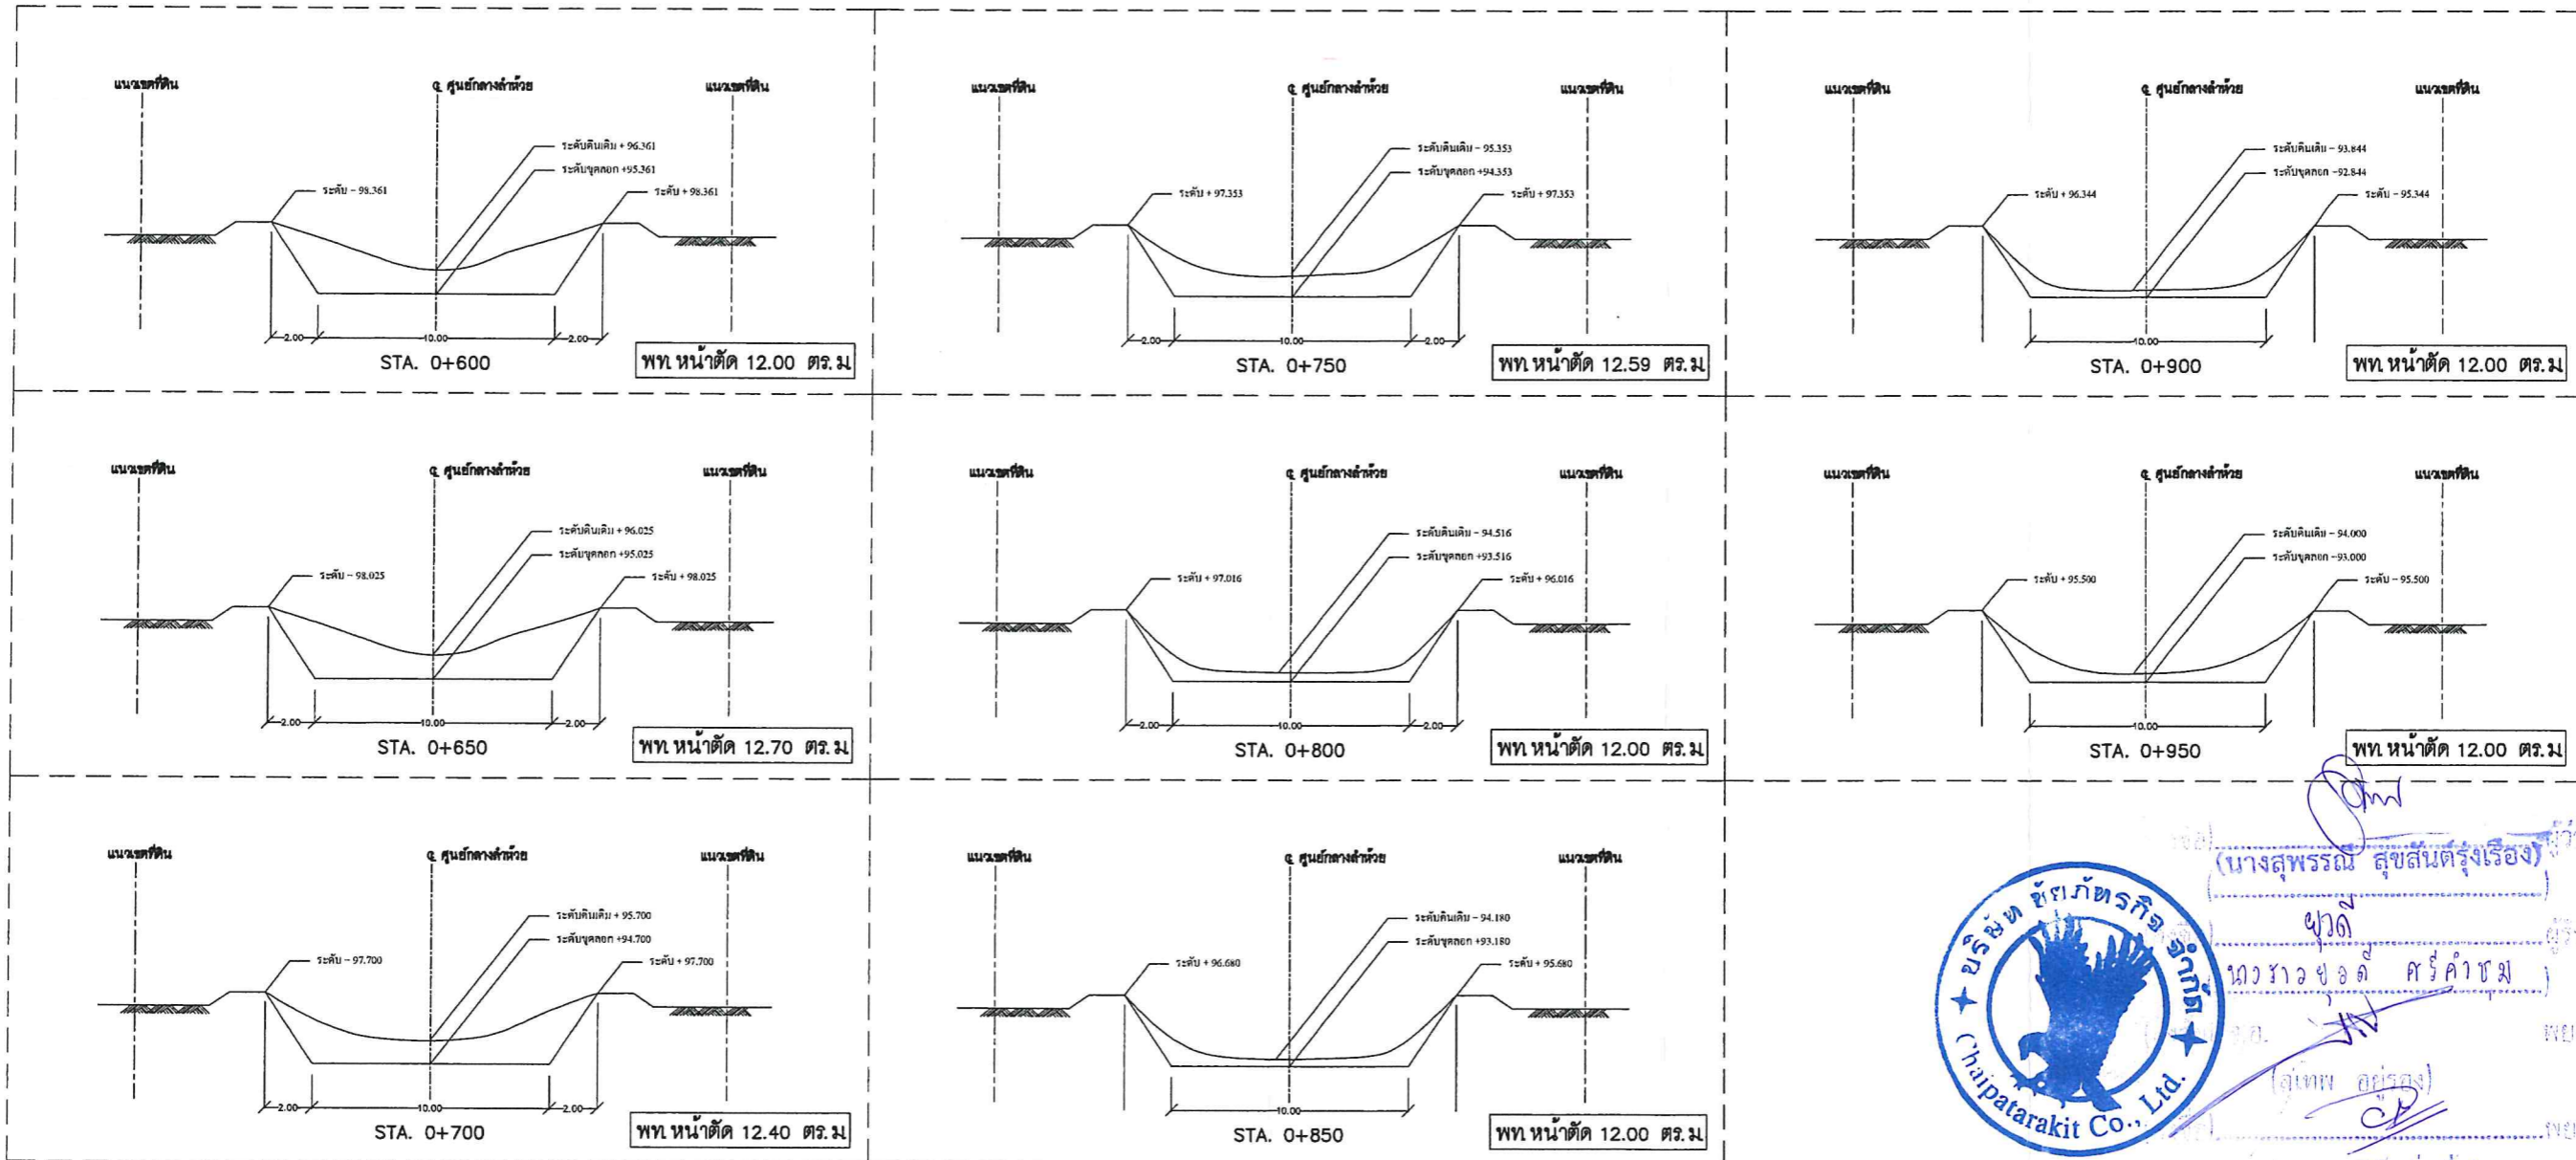 แนวเขตที่ดิน
℄ ศูนย์กลางลำห้วย
แนวเขตที่ดิน
ระดับดินเดิม + 96.361
ระดับขุดลอก +95.361
ระดับ - 98.361
ระดับ + 98.361
2.00
10.00
2.00
STA. 0+600
พท.หน้าตัด 12.00 ตร.ม
แนวเขตที่ดิน
℄ ศูนย์กลางลำห้วย
แนวเขตที่ดิน
ระดับดินเดิม - 95.353
ระดับขุดลอก +94.353
ระดับ + 97.353
ระดับ + 97.353
2.00
10.00
2.00
STA. 0+750
พท.หน้าตัด 12.59 ตร.ม
แนวเขตที่ดิน
℄ ศูนย์กลางลำห้วย
แนวเขตที่ดิน
ระดับดินเดิม - 93.844
ระดับขุดลอก -92.844
ระดับ + 96.344
ระดับ - 95.344
10.00
STA. 0+900
พท.หน้าตัด 12.00 ตร.ม
แนวเขตที่ดิน
℄ ศูนย์กลางลำห้วย
แนวเขตที่ดิน
ระดับดินเดิม + 96.025
ระดับขุดลอก +95.025
ระดับ - 98.025
ระดับ + 98.025
2.00
10.00
2.00
STA. 0+650
พท.หน้าตัด 12.70 ตร.ม
แนวเขตที่ดิน
℄ ศูนย์กลางลำห้วย
แนวเขตที่ดิน
ระดับดินเดิม - 94.516
ระดับขุดลอก +93.516
ระดับ + 97.016
ระดับ + 96.016
2.00
10.00
2.00
STA. 0+800
พท.หน้าตัด 12.00 ตร.ม
แนวเขตที่ดิน
℄ ศูนย์กลางลำห้วย
แนวเขตที่ดิน
ระดับดินเดิม - 94.000
ระดับขุดลอก -93.000
ระดับ + 95.500
ระดับ - 95.500
10.00
STA. 0+950
พท.หน้าตัด 12.00 ตร.ม
แนวเขตที่ดิน
℄ ศูนย์กลางลำห้วย
แนวเขตที่ดิน
ระดับดินเดิม + 95.700
ระดับขุดลอก +94.700
ระดับ - 97.700
ระดับ + 97.700
2.00
10.00
2.00
STA. 0+700
พท.หน้าตัด 12.40 ตร.ม
แนวเขตที่ดิน
℄ ศูนย์กลางลำห้วย
แนวเขตที่ดิน
ระดับดินเดิม - 94.180
ระดับขุดลอก +93.180
ระดับ + 96.680
ระดับ + 95.680
10.00
STA. 0+850
พท.หน้าตัด 12.00 ตร.ม
(นางสุพรรณี สุขสันต์รุ่งเรือง)
ยุวดี
บริษัท ชัยภัทรกิจ จำกัด
Chaipatarakit Co., Ltd.